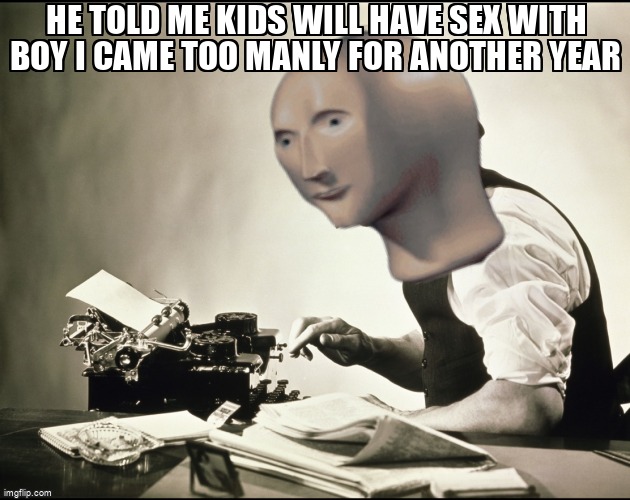 HE TOLD ME KIDS WILL HAVE SEX WITH
BOY I CAME TOO MANLY FOR ANOTHER YEAR
imgflip.com